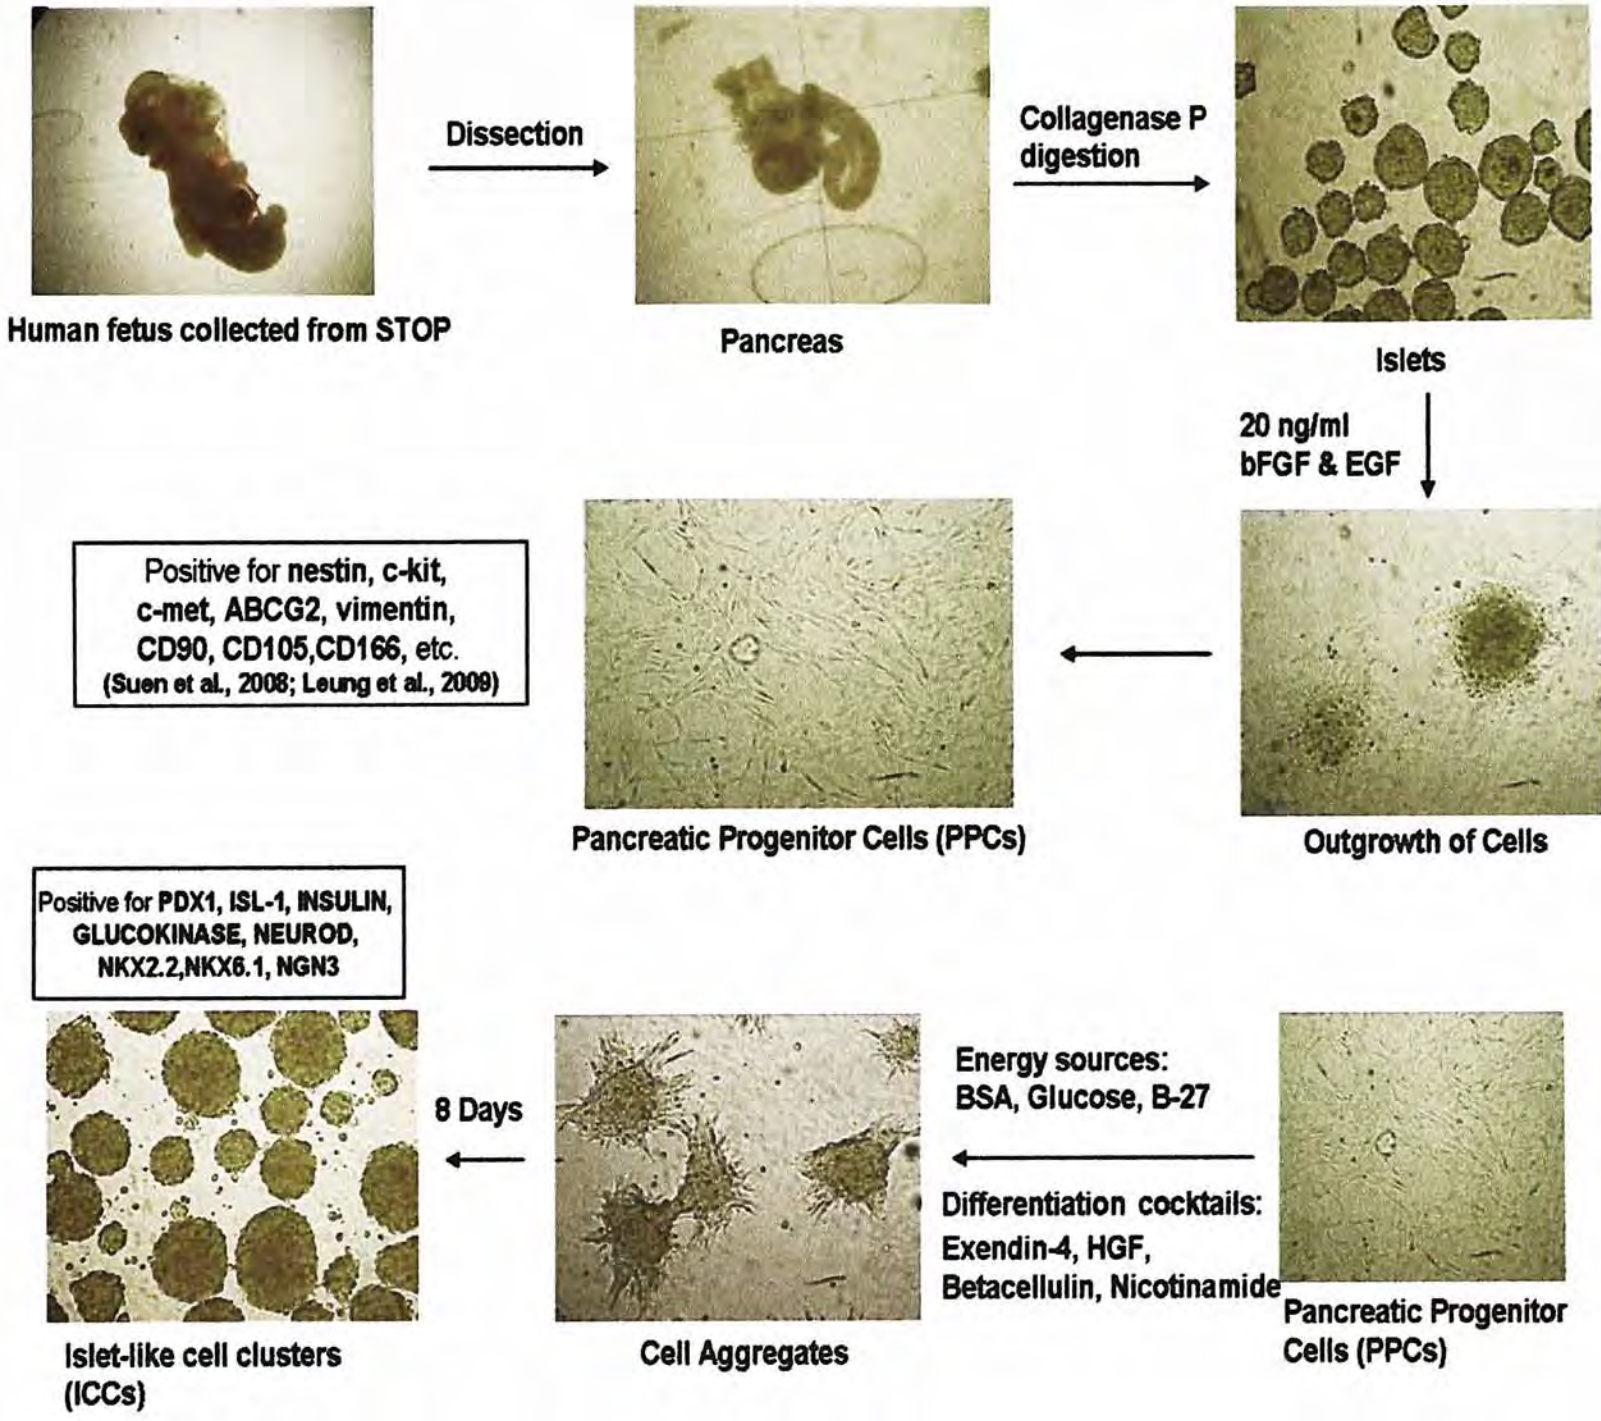 Dissection
Collagenase P
digestion
Human fetus collected from STOP
Pancreas
Islets
20 ng/ml
bFGF & EGF
Positive for nestin, c-kit,
c-met, ABCG2, vimentin,
CD90, CD105,CD166, etc.
(Suen et al., 2008; Leung et al., 2009)
Pancreatic Progenitor Cells (PPCs)
Outgrowth of Cells
Positive for PDX1, ISL-1, INSULIN,
GLUCOKINASE, NEUROD,
NKX2.2,NKX6.1, NGN3
8 Days
Energy sources:
BSA, Glucose, B-27
Differentiation cocktails:
Exendin-4, HGF,
Betacellulin, Nicotinamide
Islet-like cell clusters
(ICCs)
Cell Aggregates
Pancreatic Progenitor
Cells (PPCs)